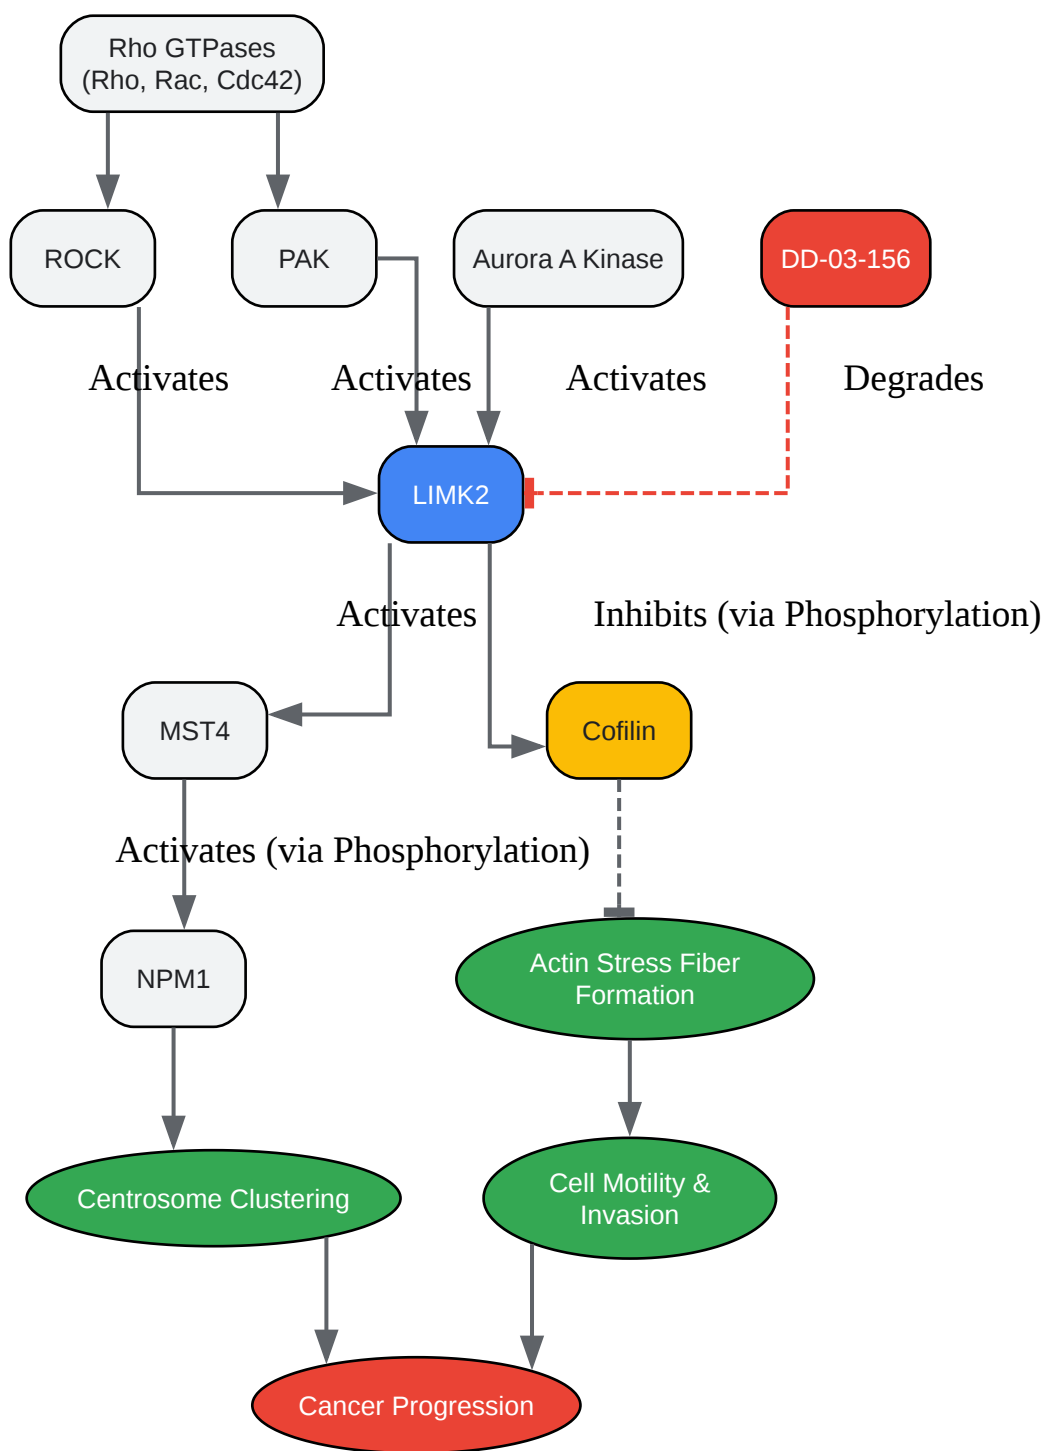 Rho GTPases
(Rho, Rac, Cdc42)
ROCK
PAK
Aurora A Kinase
DD-03-156
Activates
Activates
Activates
Degrades
LIMK2
Activates
Inhibits (via Phosphorylation)
MST4
Cofilin
Activates (via Phosphorylation)
NPM1
Actin Stress Fiber
Formation
Centrosome Clustering
Cell Motility &
Invasion
Cancer Progression